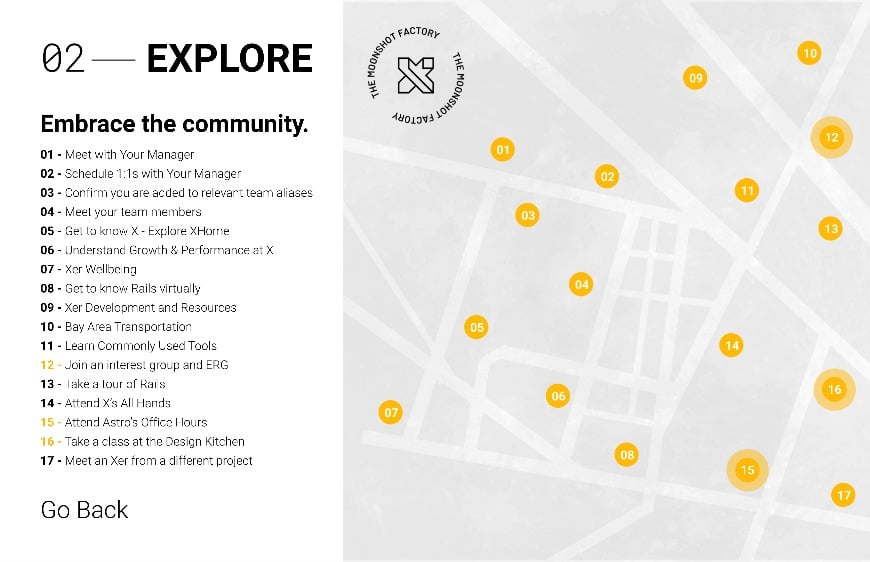 02 — EXPLORE
Embrace the community.
01 - Meet with Your Manager
02 - Schedule 1:1s with Your Manager
03 - Confirm you are added to relevant team aliases
04 - Meet your team members
05 - Get to know X - Explore XHome
06 - Understand Growth & Performance at X
07 - Xer Wellbeing
08 - Get to know Rails virtually
09 - Xer Development and Resources
10 - Bay Area Transportation
11 - Learn Commonly Used Tools
12 - Join an interest group and ERG
13 - Take a tour of Rails
14 - Attend X's All Hands
15 - Attend Astro's Office Hours
16 - Take a class at the Design Kitchen
17 - Meet an Xer from a different project
Go Back
THE MOONSHOT FACTORY
THE MOONSHOT FACTORY
10
09
12
01
02
11
03
13
04
05
14
16
06
07
08
15
17